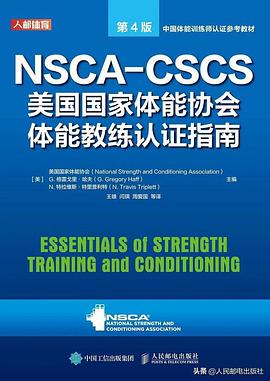 人邮体育
第4版
中国体能训练师认证参考教材
NSCA-CSCS
美国国家体能协会
体能教练认证指南
美国国家体能协会(National Strength and Conditioning Association)
[美] G. 格雷戈里·哈夫(G. Gregory Haff) 主编
N. 特拉维斯·特里普利特(N. Travis Triplett)
王雄 闫琪 周爱国 等译
ESSENTIALS of STRENGTH
TRAINING and CONDITIONING
NSCA
NATIONAL STRENGTH AND
CONDITIONING ASSOCIATION
中国工信出版集团
人民邮电出版社
头条 @人民邮电出版社